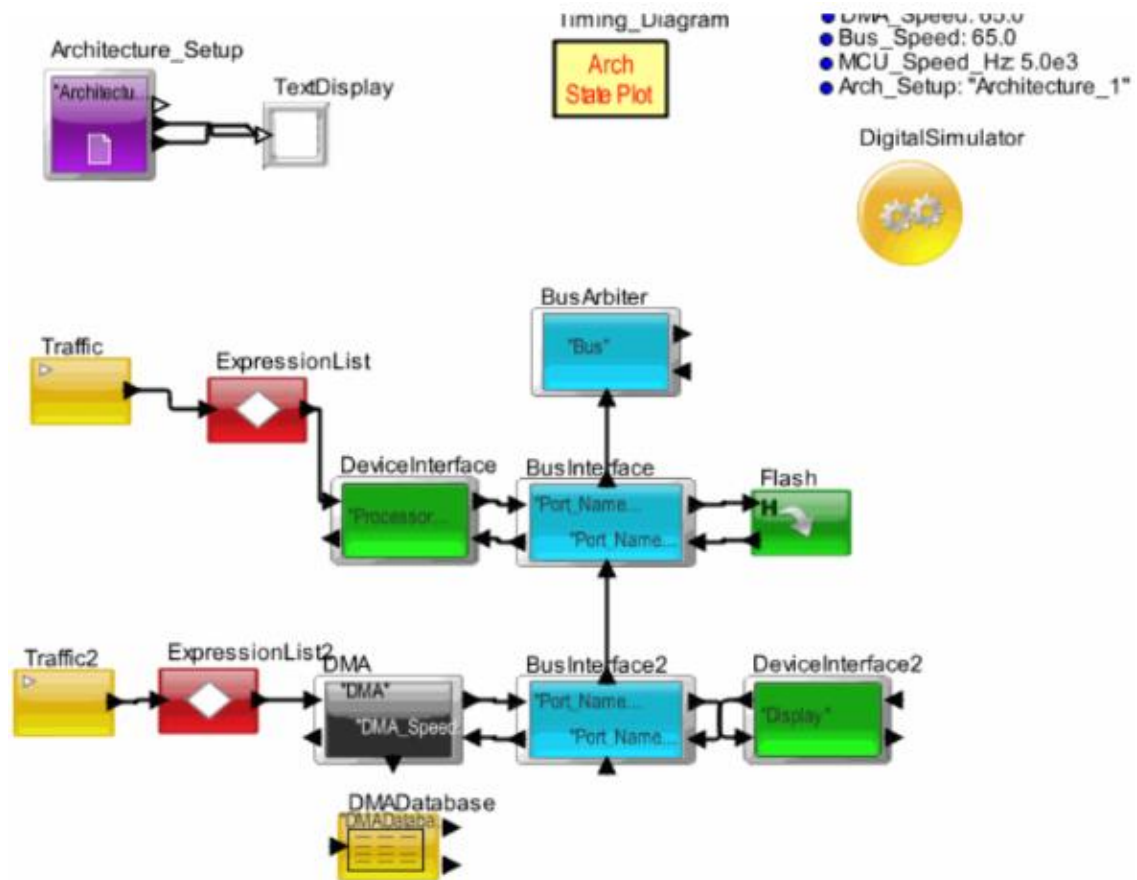 Timing_Diagram
Arch
State Plot
DMA_Speed: 65.0
Bus_Speed: 65.0
MCU_Speed_Hz: 5.0e3
Arch_Setup: "Architecture_1"
Architecture_Setup
"Architectu...
TextDisplay
DigitalSimulator
BusArbiter
"Bus"
Traffic
ExpressionList
DeviceInterface
"Processor...
BusInterface
"Port_Name...
"Port_Name...
Flash
H
Traffic2
ExpressionList2
DMA
"DMA"
"DMA_Speed...
BusInterface2
"Port_Name...
"Port_Name...
DeviceInterface2
"Display"
DMADatabase
"DMADataba...